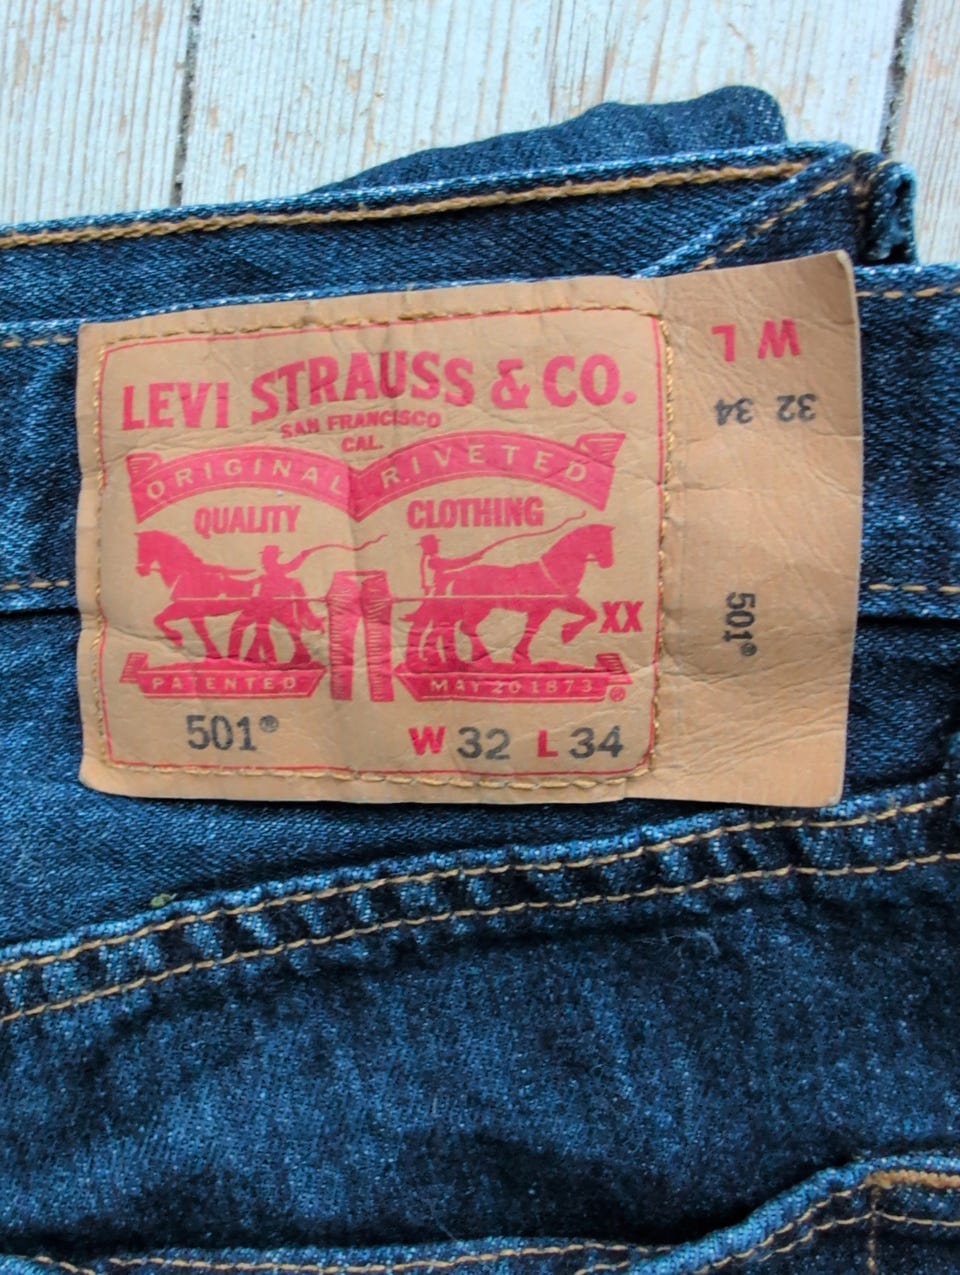 LEVI STRAUSS & CO.
SAN FRANCISCO
CAL.
ORIGINAL RIVETED
QUALITY CLOTHING
XX
PATENTED MAY 20 1873 ®
501® W 32 L 34
W L
32 34
501®